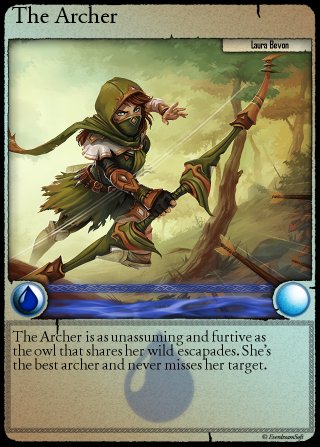 The Archer
Laura Bevon
The Archer is as unassuming and furtive as
the owl that shares her wild escapades. She's
the best archer and never misses her target.
© EverdreamSoft